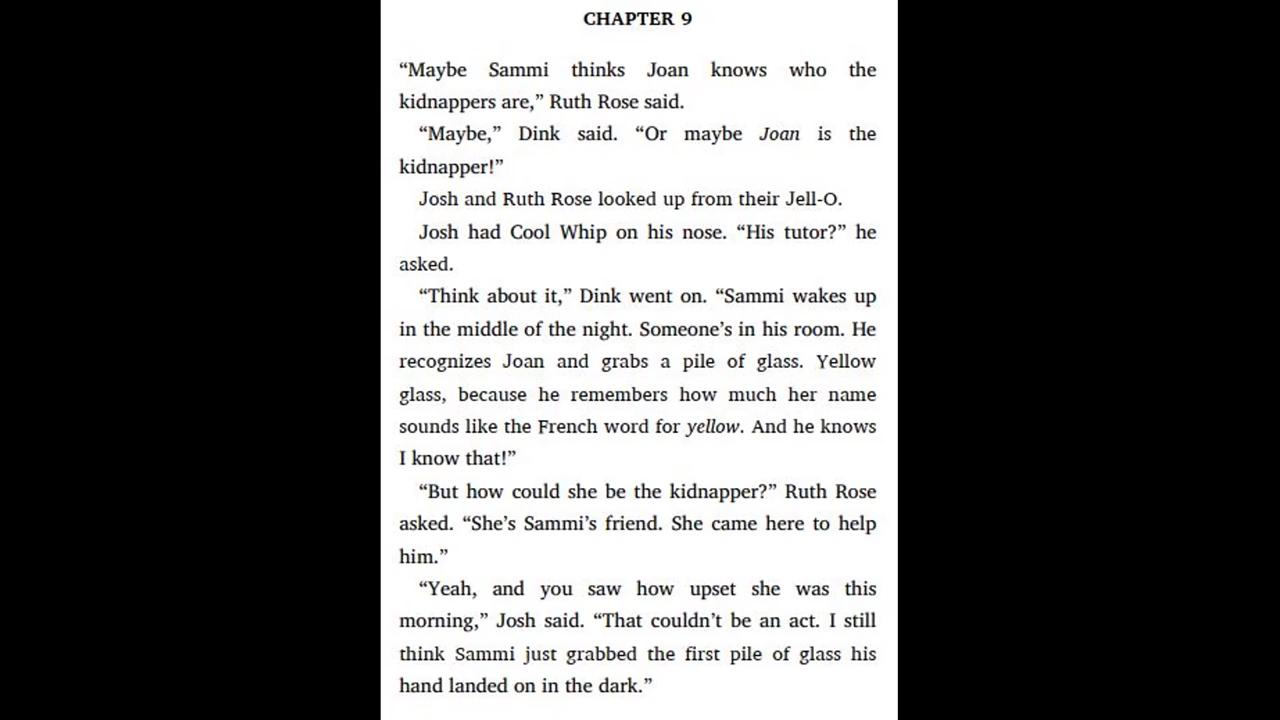 CHAPTER 9
“Maybe Sammi thinks Joan knows who the
kidnappers are,” Ruth Rose said.
“Maybe,” Dink said. “Or maybe Joan is the
kidnapper!”
Josh and Ruth Rose looked up from their Jell-O.
Josh had Cool Whip on his nose. “His tutor?” he
asked.
“Think about it,” Dink went on. “Sammi wakes up
in the middle of the night. Someone’s in his room. He
recognizes Joan and grabs a pile of glass. Yellow
glass, because he remembers how much her name
sounds like the French word for yellow. And he knows
I know that!”
“But how could she be the kidnapper?” Ruth Rose
asked. “She’s Sammi’s friend. She came here to help
him.”
“Yeah, and you saw how upset she was this
morning,” Josh said. “That couldn’t be an act. I still
think Sammi just grabbed the first pile of glass his
hand landed on in the dark.”